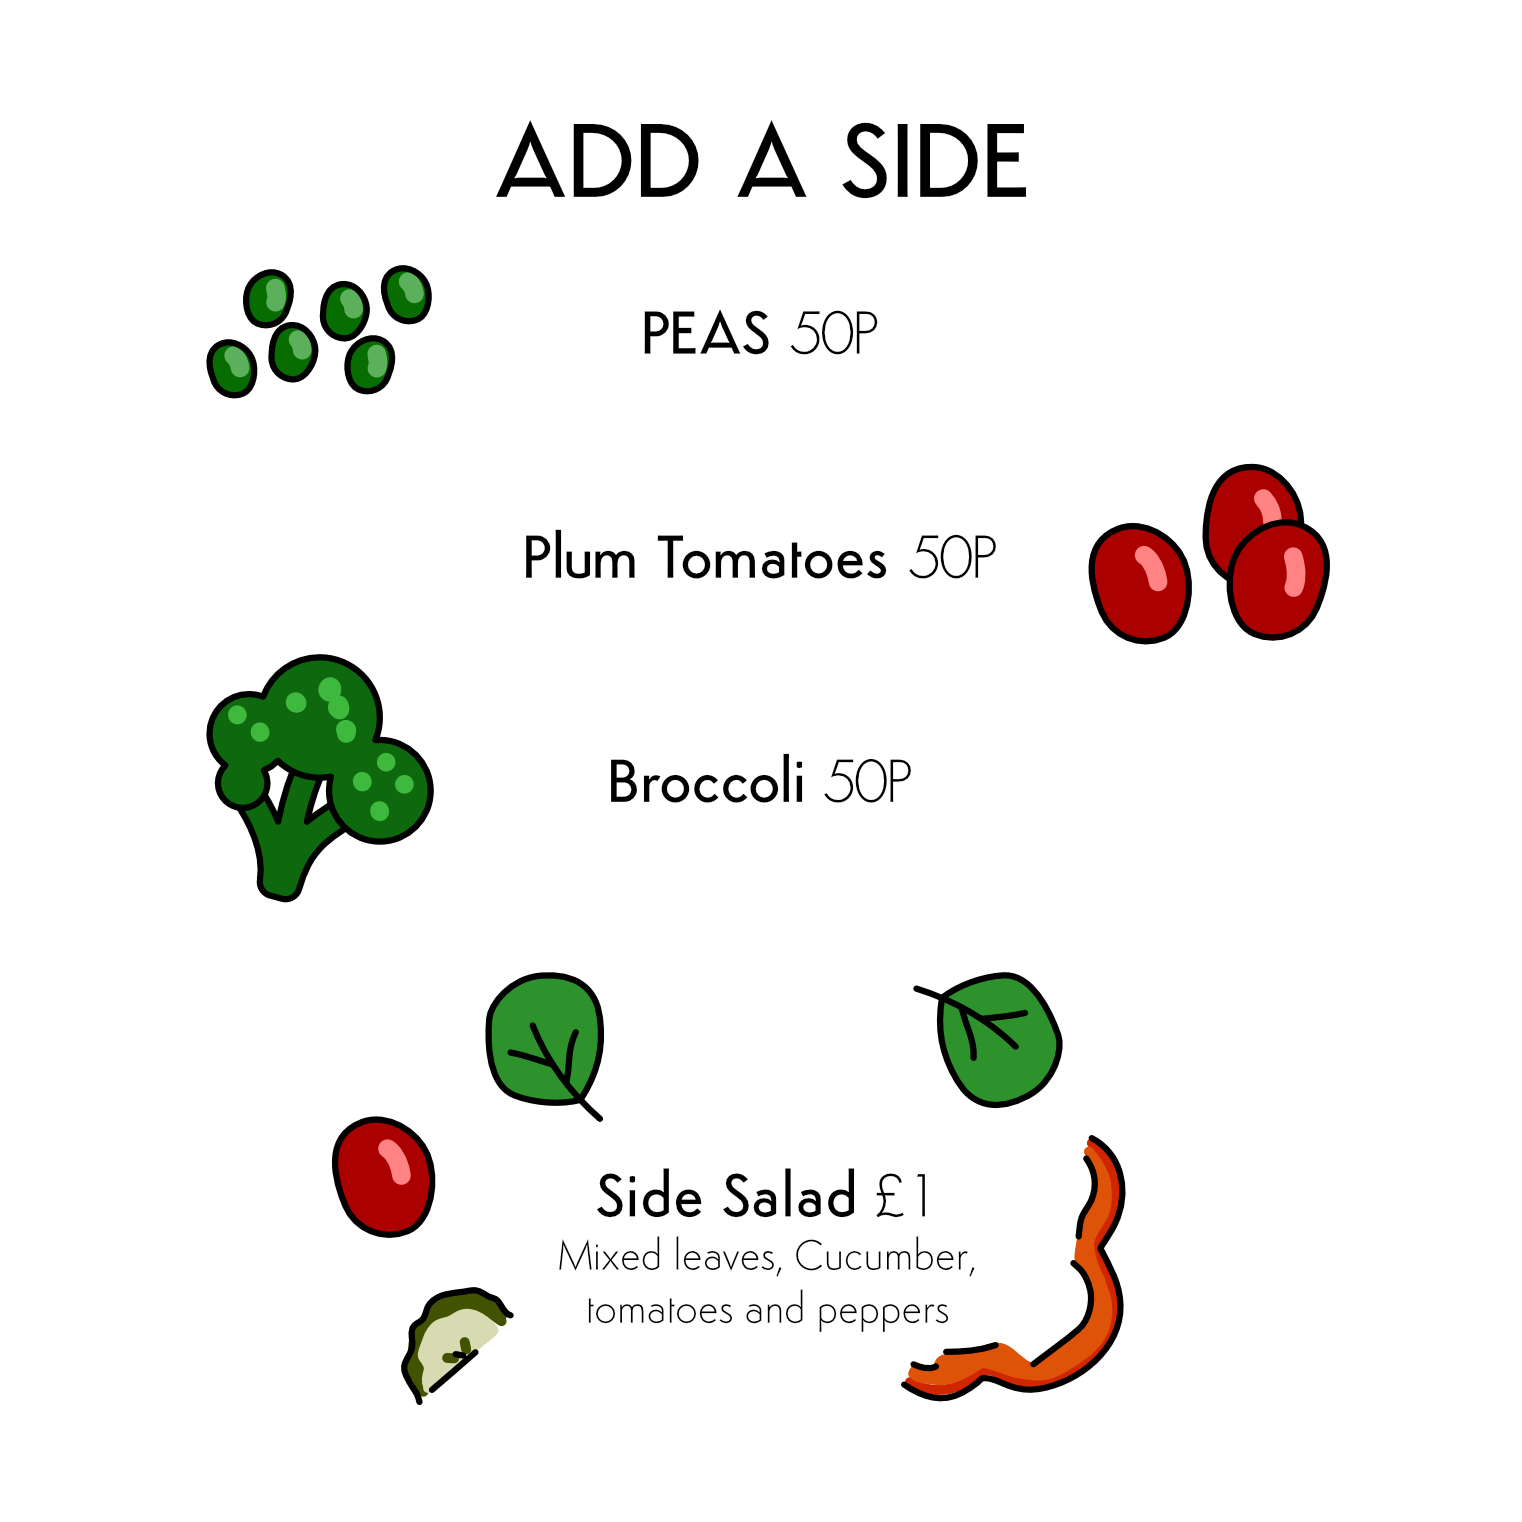 ADD A SIDE
PEAS 50P
Plum Tomatoes 50P
Broccoli 50P
Side Salad £1
Mixed leaves, Cucumber,
tomatoes and peppers